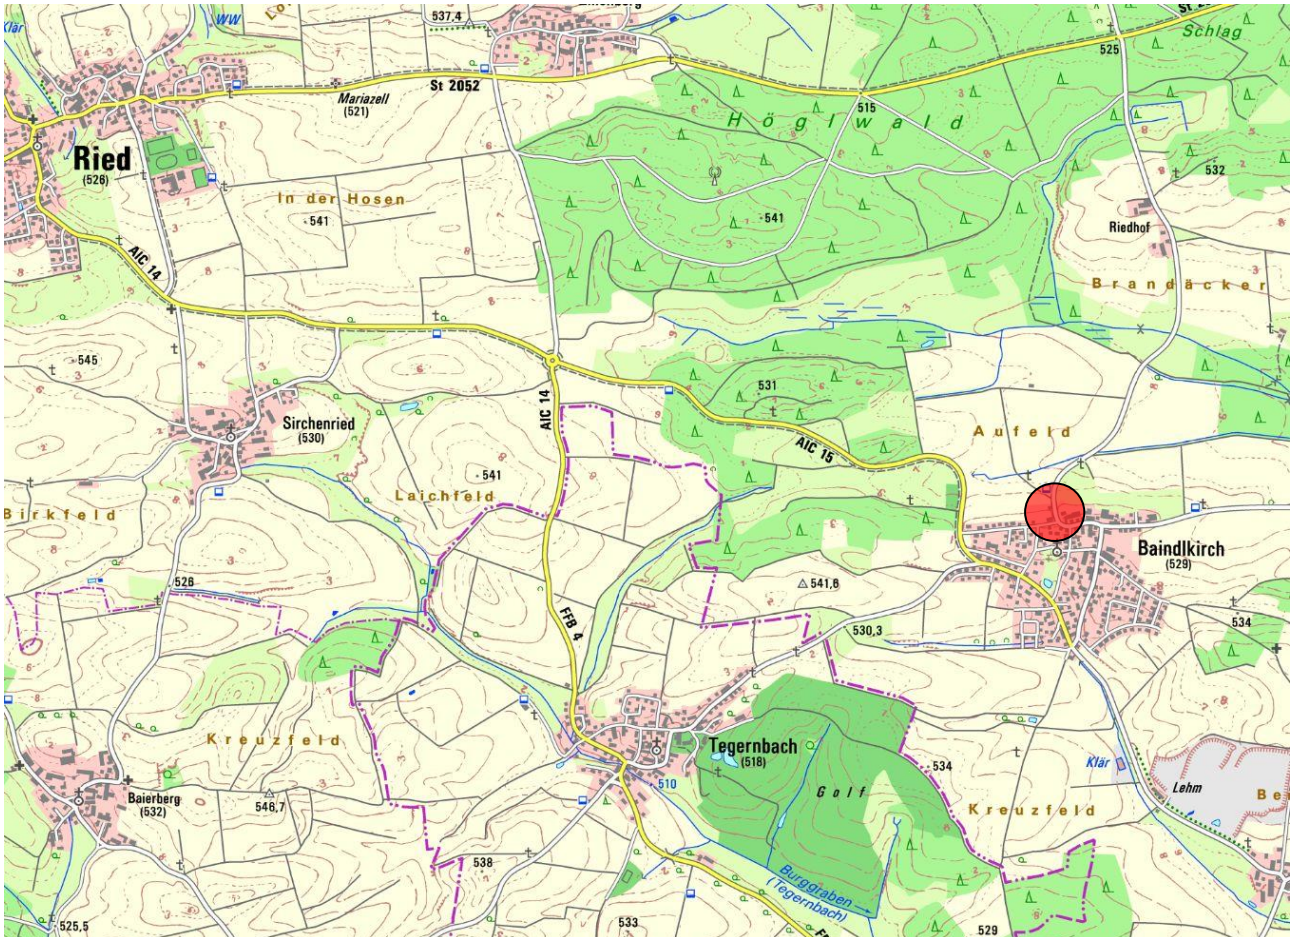 WW
537,4
St 2052
Mariazell
(521)
525
Schlag
515
Höglwald
Ried
(526)
In der Hosen
541
541
532
Riedhof
AIC 14
Brandäcker
545
Sirchenried
(530)
AIC 14
531
AIC 15
Aufeld
541
Laichfeld
Birkfeld
Baindlkirch
(529)
526
541,6
530,3
534
FFB 4
Kreuzfeld
Tegernbach
(518)
510
534
Golf
Klär
Lehm
Baierberg
(532)
546,7
Kreuzfeld
538
Burggraben
(Tegernbach)
525,5
533
529